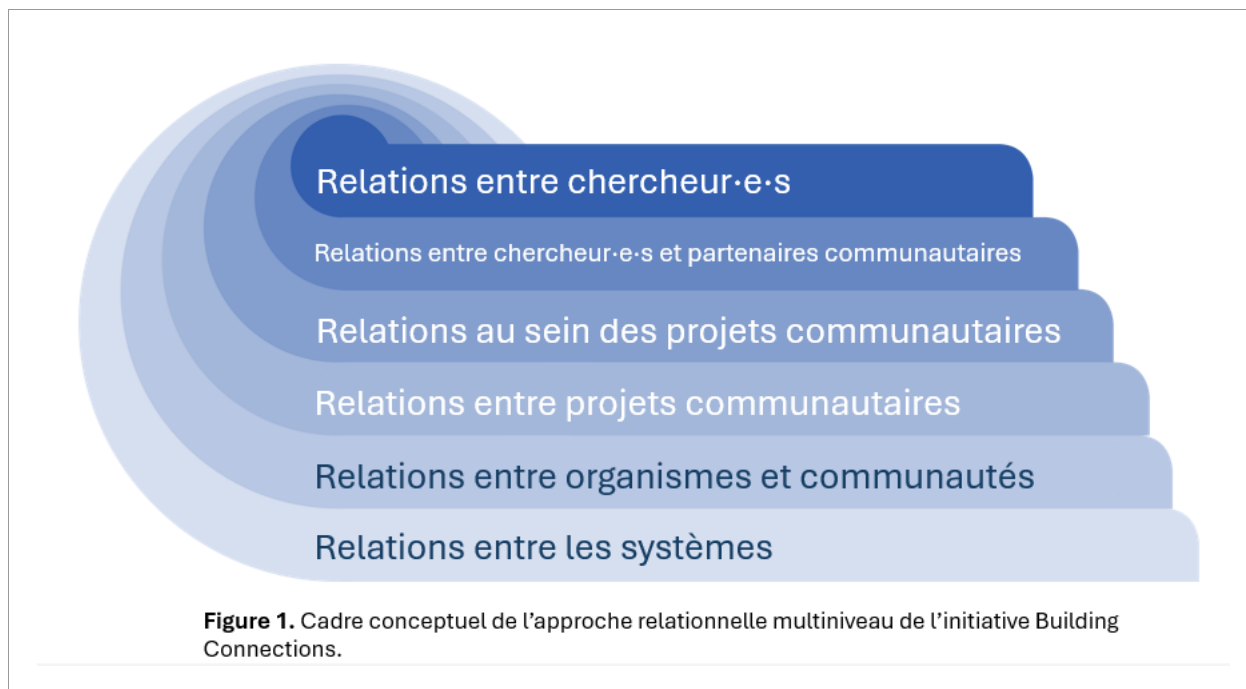 Relations entre chercheur·e·s
Relations entre chercheur·e·s et partenaires communautaires
Relations au sein des projets communautaires
Relations entre projets communautaires
Relations entre organismes et communautés
Relations entre les systèmes
Figure 1. Cadre conceptuel de l’approche relationnelle multiniveau de l’initiative Building
Connections.